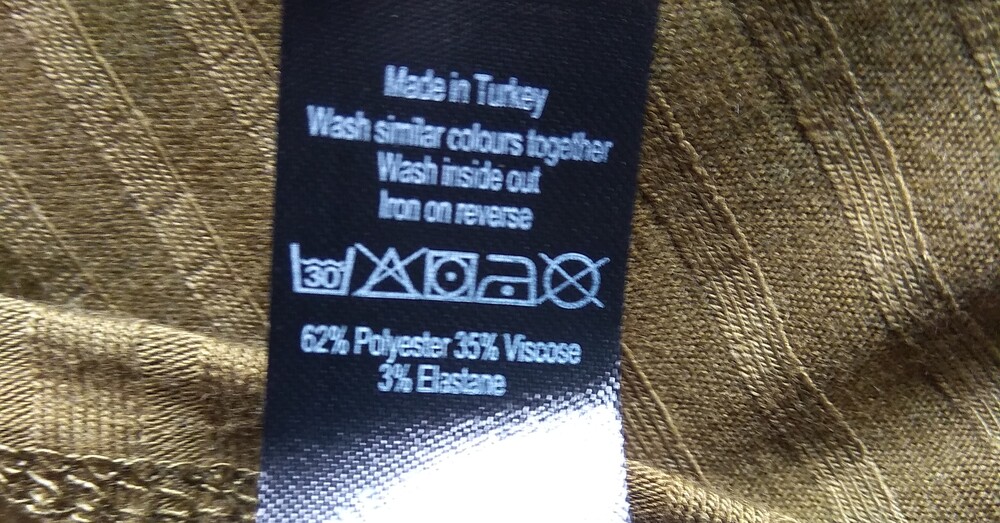 Made in Turkey
Wash similar colours together
Wash inside out
Iron on reverse
30
62% Polyester 35% Viscose
3% Elastane